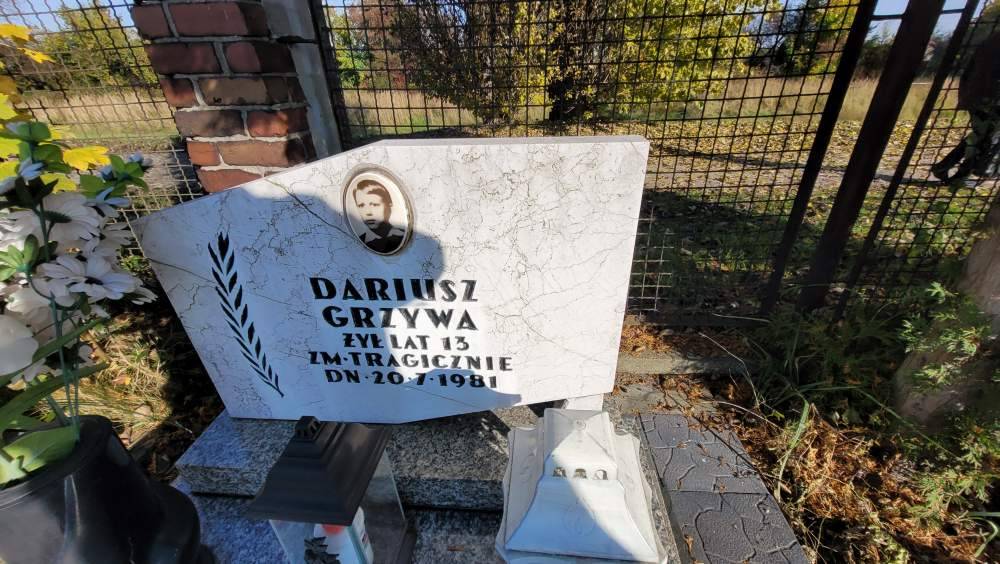 DARIUSZ
GRZYWA
ŻYŁ LAT 13
ZM·TRAGICZNIE
DN·20·7·1981